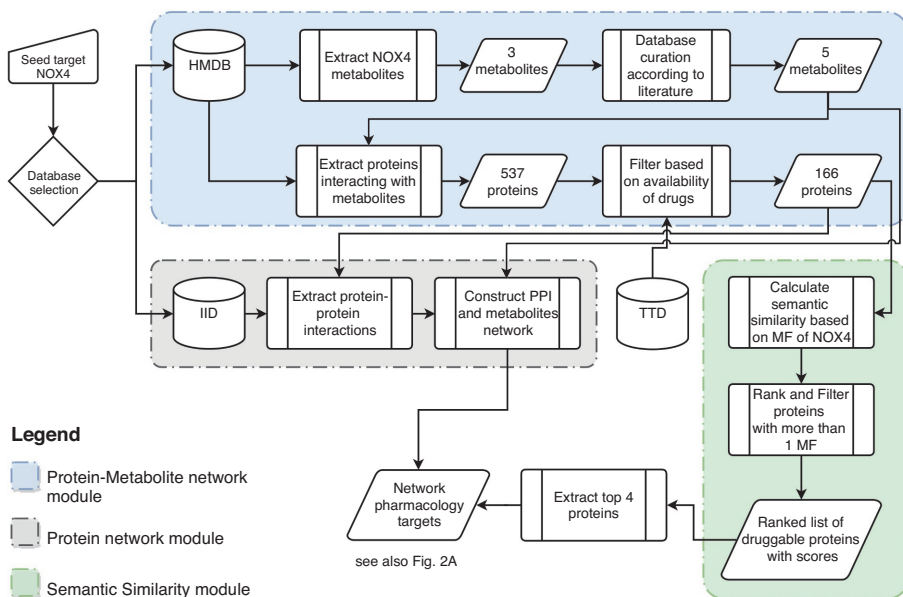 Seed target
NOX4
HMDB
Extract NOX4
metabolites
3
metabolites
Database
curation
according to
literature
5
metabolites
Database
selection
Extract proteins
interacting with
metabolites
537
proteins
Filter based
on availability
of drugs
166
proteins
IID
Extract protein-
protein
interactions
Construct PPI
and metabolites
network
TTD
Calculate
semantic
similarity based
on MF of NOX4
Rank and Filter
proteins
with more than
1 MF
Legend
Protein-Metabolite network
module
Protein network module
Semantic Similarity module
Network
pharmacology
targets
see also Fig. 2A
Extract top 4
proteins
Ranked list of
druggable proteins
with scores